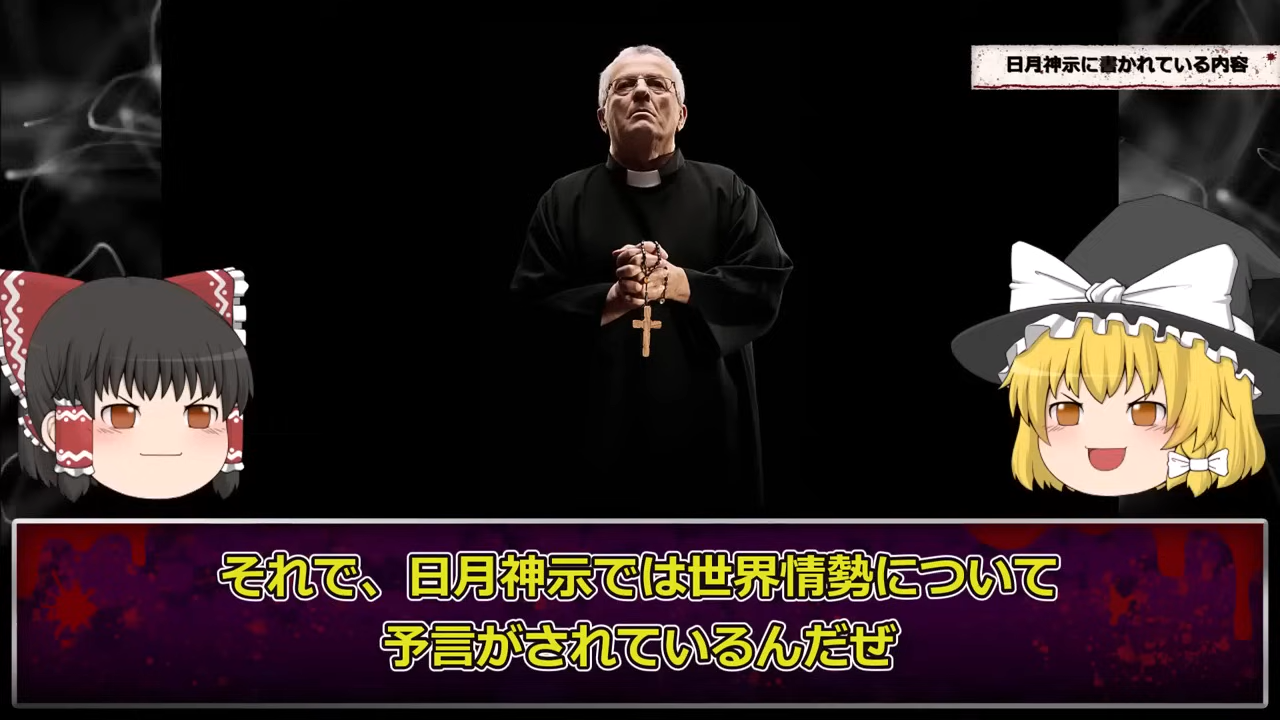 日月神示に書かれている内容
それで、日月神示では世界情勢について
予言がされているんだぜ